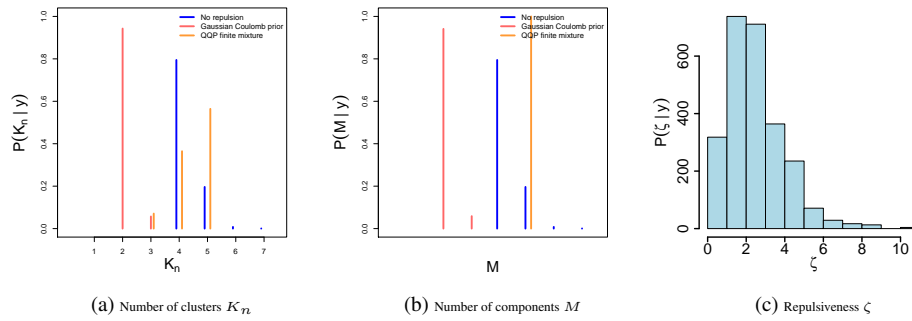 No repulsion
Gaussian Coulomb prior
QQP finite mixture
P(Kₙ | y)
0.0 0.2 0.4 0.6 0.8 1.0
1 2 3 4 5 6 7
Kₙ
(a) Number of clusters Kₙ
No repulsion
Gaussian Coulomb prior
QQP finite mixture
P(M | y)
0.0 0.2 0.4 0.6 0.8 1.0
M
(b) Number of components M
P(ζ | y)
0 200 400 600
0 2 4 6 8 10
ζ
(c) Repulsiveness ζ